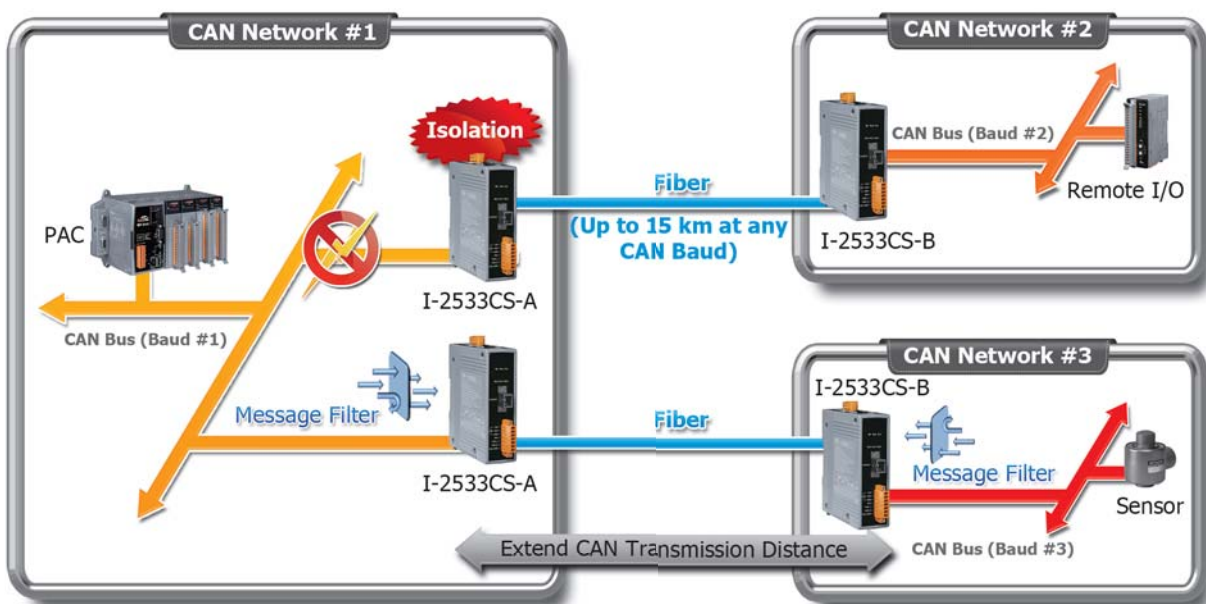 CAN Network #1
Isolation
PAC
I-2533CS-A
CAN Bus (Baud #1)
Message Filter
I-2533CS-A
Fiber
(Up to 15 km at any
CAN Baud)
Fiber
Extend CAN Transmission Distance
CAN Network #2
CAN Bus (Baud #2)
Remote I/O
I-2533CS-B
CAN Network #3
I-2533CS-B
Message Filter
Sensor
CAN Bus (Baud #3)